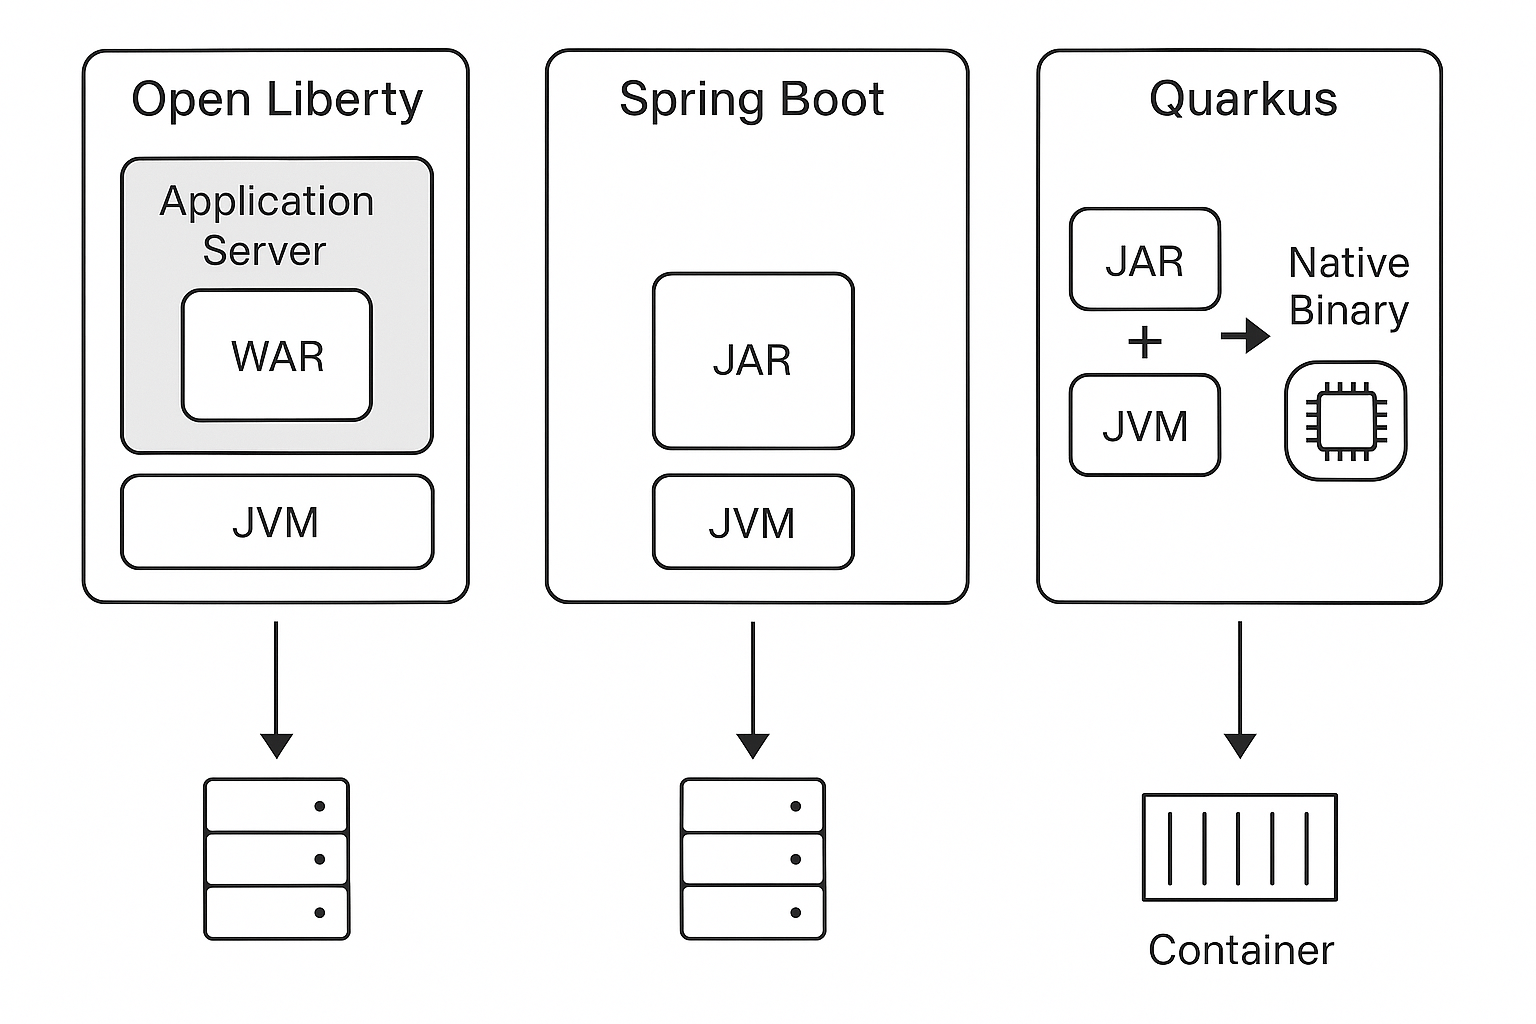 Open Liberty
Application
Server
WAR
JVM
Spring Boot
JAR
JVM
Quarkus
JAR
+
JVM
Native
Binary
Container